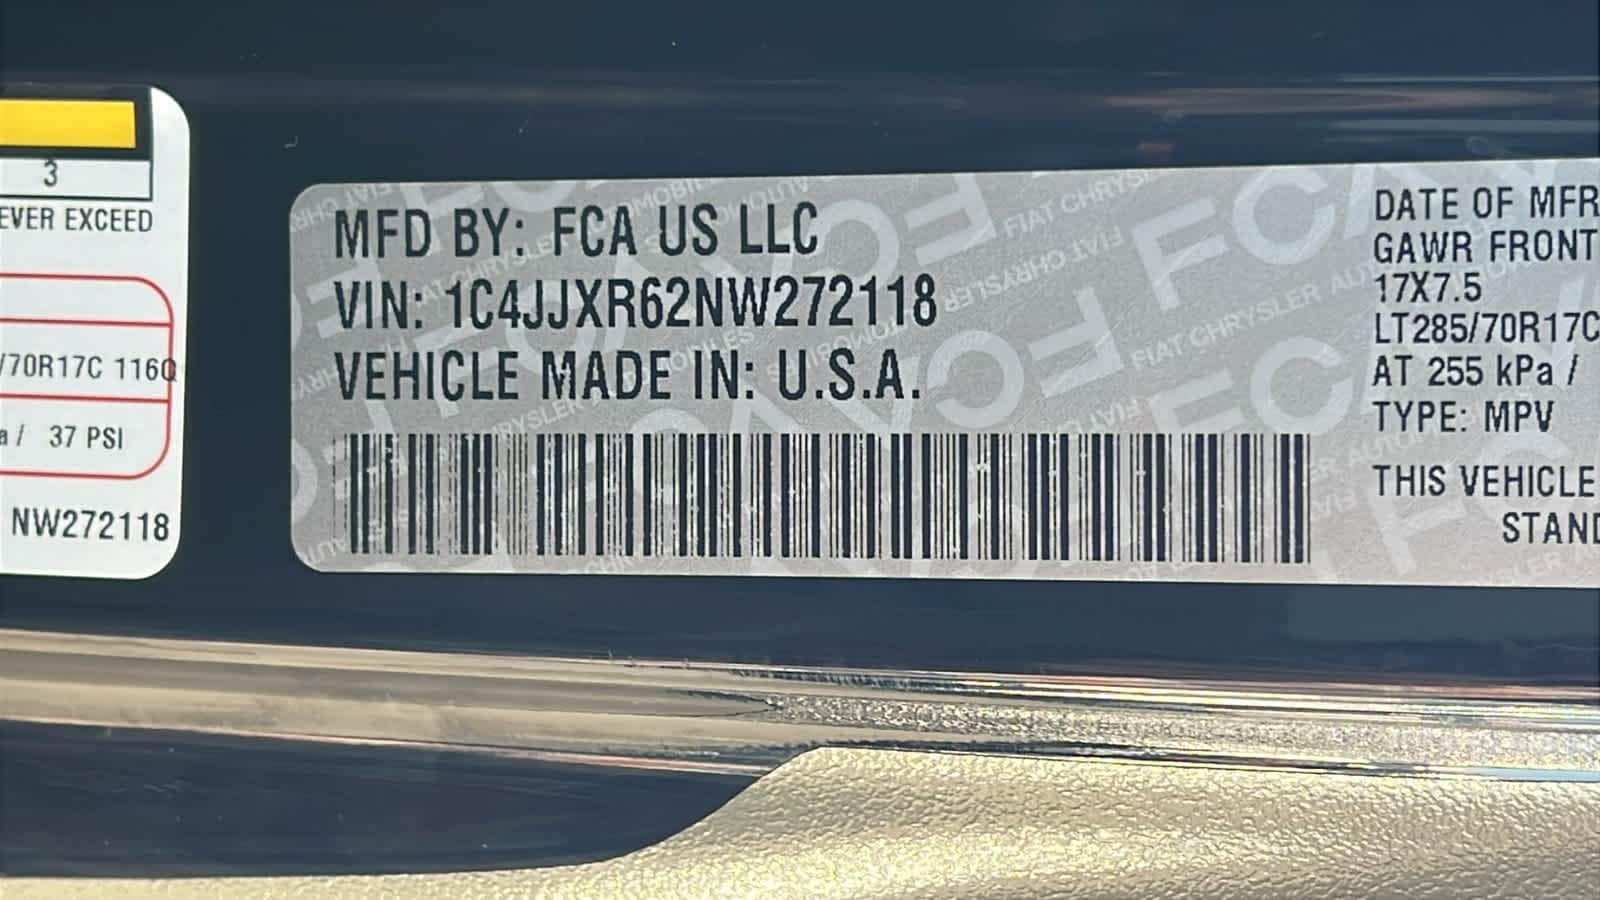 3
EVER EXCEED
/70R17C 116Q
a / 37 PSI
NW272118
MFD BY: FCA US LLC
VIN: 1C4JJXR62NW272118
VEHICLE MADE IN: U.S.A.
DATE OF MFR
GAWR FRONT
17X7.5
LT285/70R17C
AT 255 kPa /
TYPE: MPV
THIS VEHICLE
STAND